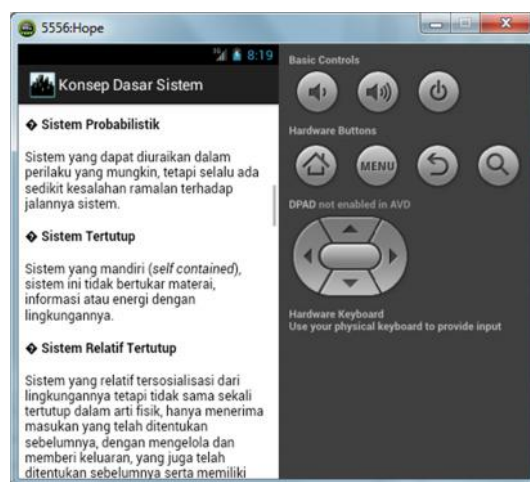 5556:Hope
3G 8:19
Konsep Dasar Sistem
� Sistem Probabilistik
Sistem yang dapat diuraikan dalam
perilaku yang mungkin, tetapi selalu ada
sedikit kesalahan ramalan terhadap
jalannya sistem.
� Sistem Tertutup
Sistem yang mandiri (self contained),
sistem ini tidak bertukar materai,
informasi atau energi dengan
lingkungannya.
� Sistem Relatif Tertutup
Sistem yang relatif tersosialisasi dari
lingkungannya tetapi tidak sama sekali
tertutup dalam arti fisik, hanya menerima
masukan yang telah ditentukan
sebelumnya, dengan mengelola dan
memberi keluaran, yang juga telah
ditentukan sebelumnya serta memiliki
Basic Controls
Hardware Buttons
MENU
DPAD not enabled in AVD
Hardware Keyboard
Use your physical keyboard to provide input